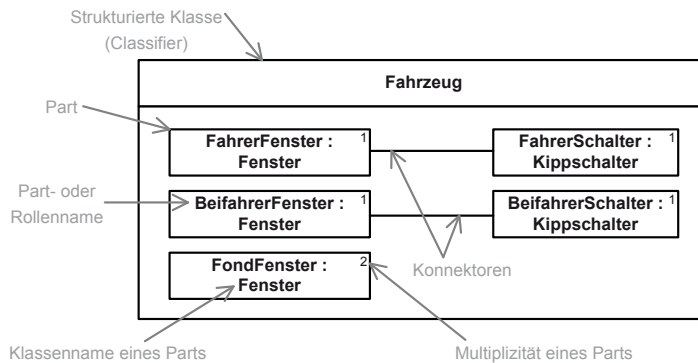 Strukturierte Klasse
(Classifier)
Fahrzeug
Part
FahrerFenster :
Fenster
1
FahrerSchalter :
Kippschalter
1
Part- oder
Rollenname
BeifahrerFenster :
Fenster
1
BeifahrerSchalter :
Kippschalter
1
FondFenster :
Fenster
2
Konnektoren
Klassenname eines Parts
Multiplizität eines Parts